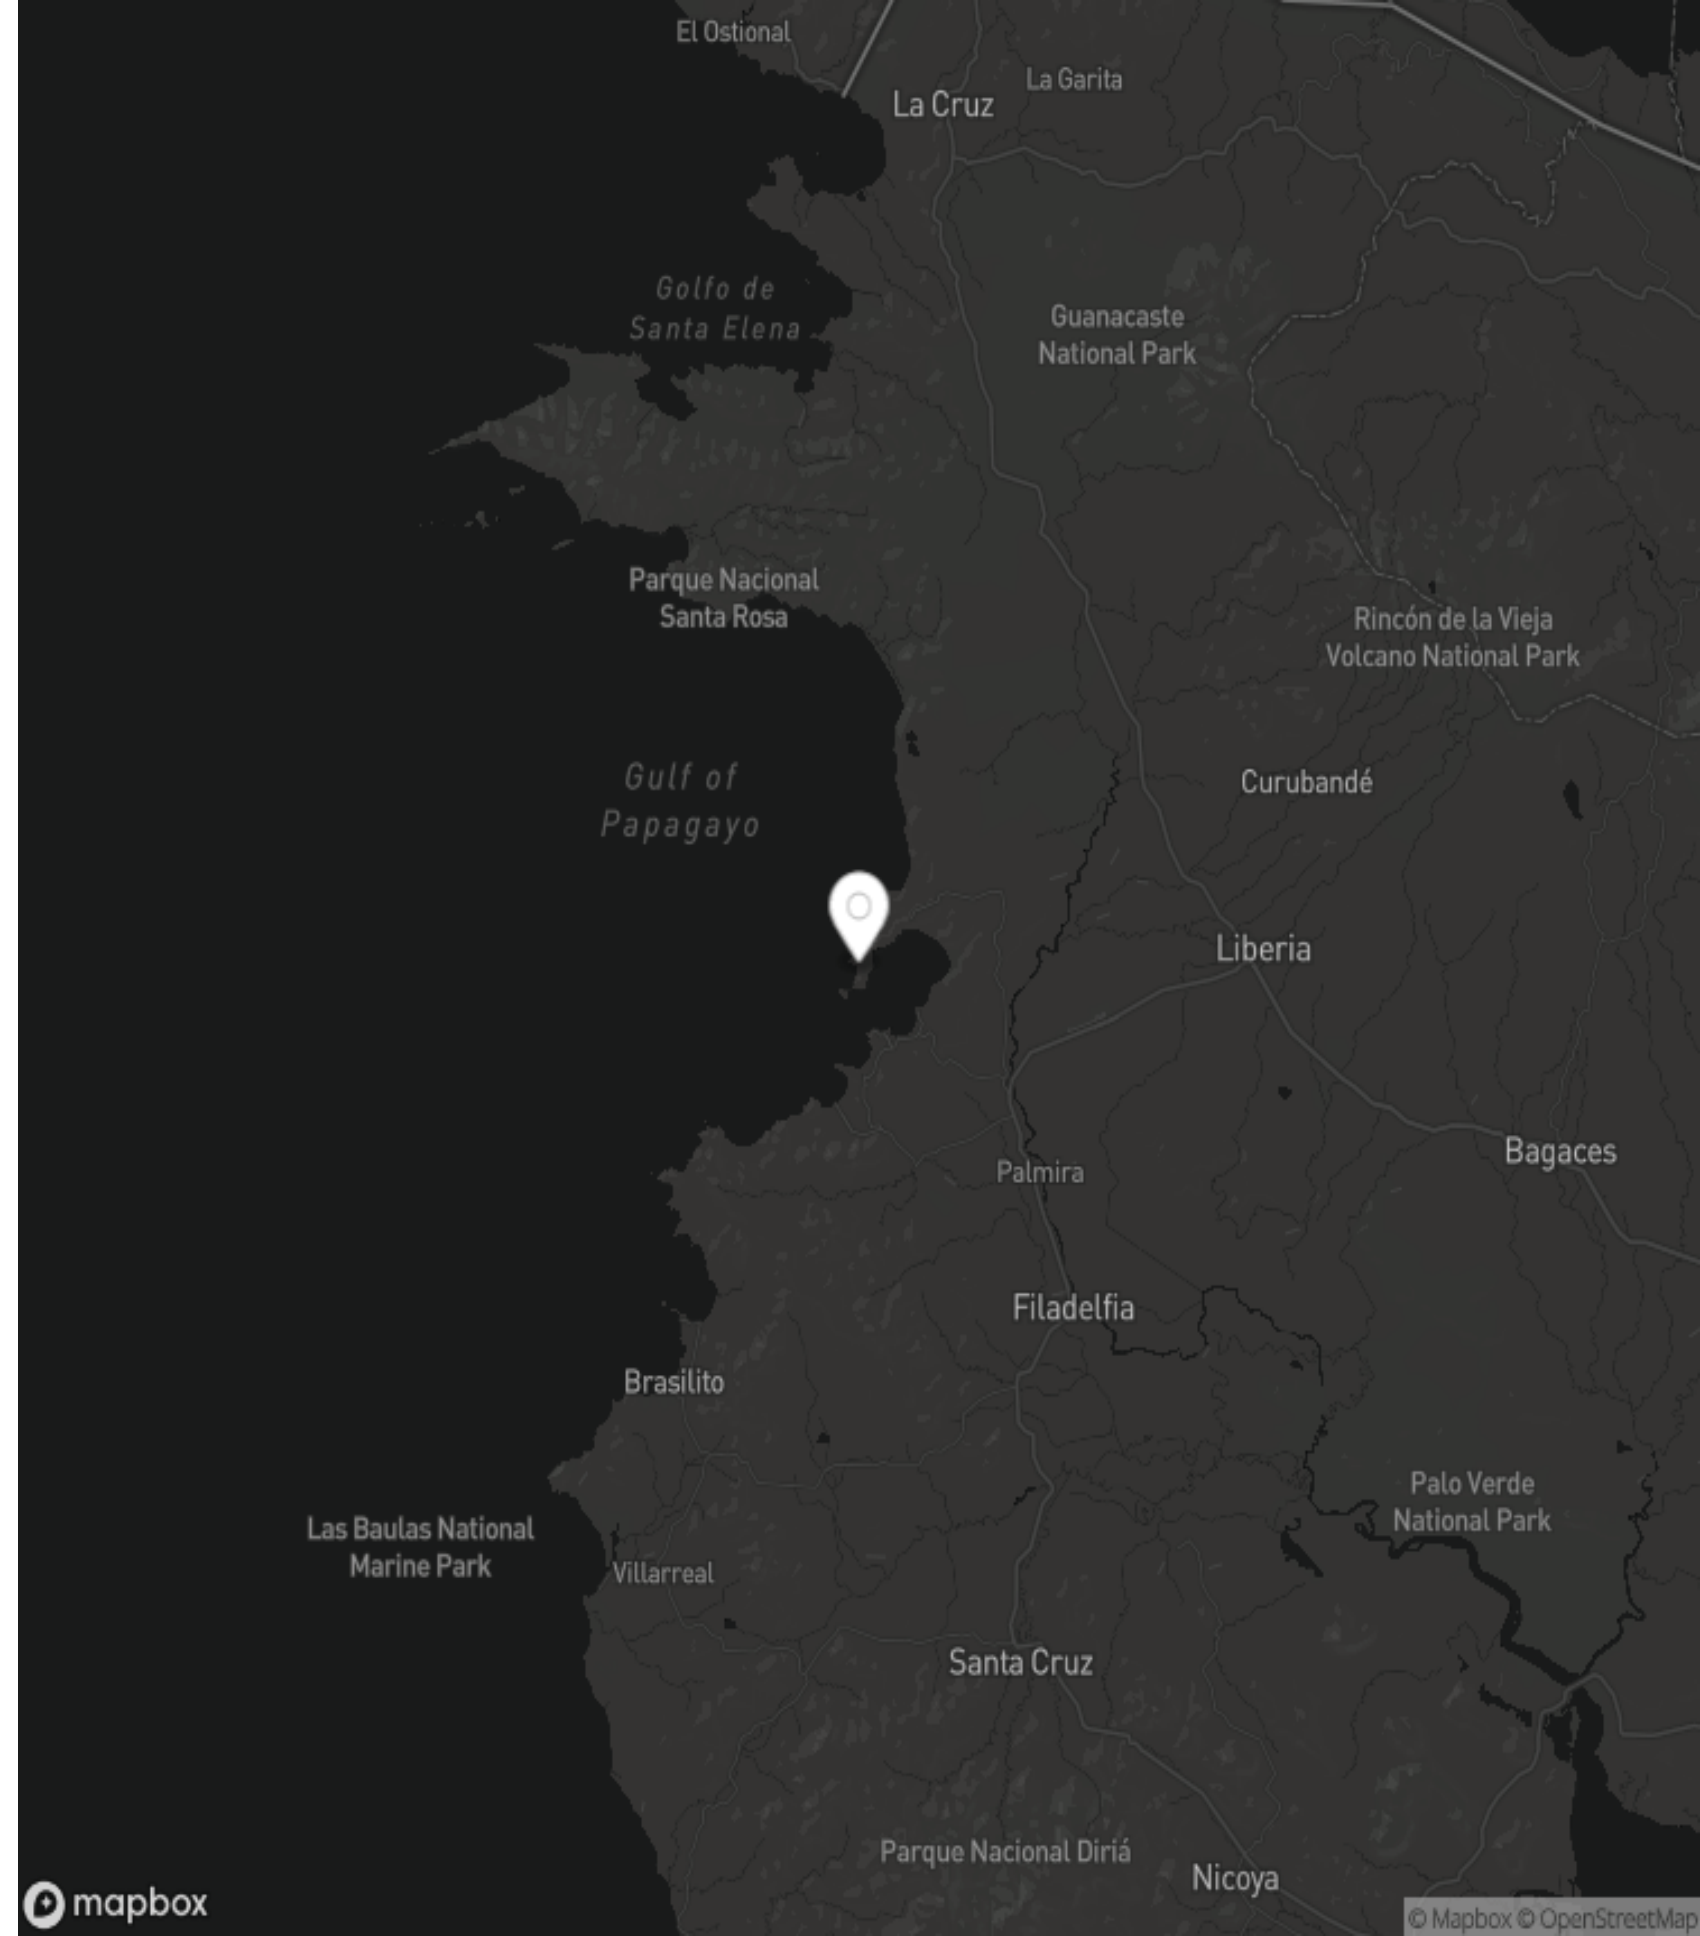 El Ostional
La Garita
La Cruz
Golfo de
Santa Elena
Guanacaste
National Park
Parque Nacional
Santa Rosa
Rincón de la Vieja
Volcano National Park
Gulf of
Papagayo
Curubandé
Liberia
Bagaces
Palmira
Filadelfia
Brasilito
Palo Verde
National Park
Las Baulas National
Marine Park
Villarreal
Santa Cruz
Parque Nacional Diriá
Nicoya
mapbox
© Mapbox © OpenStreetMap